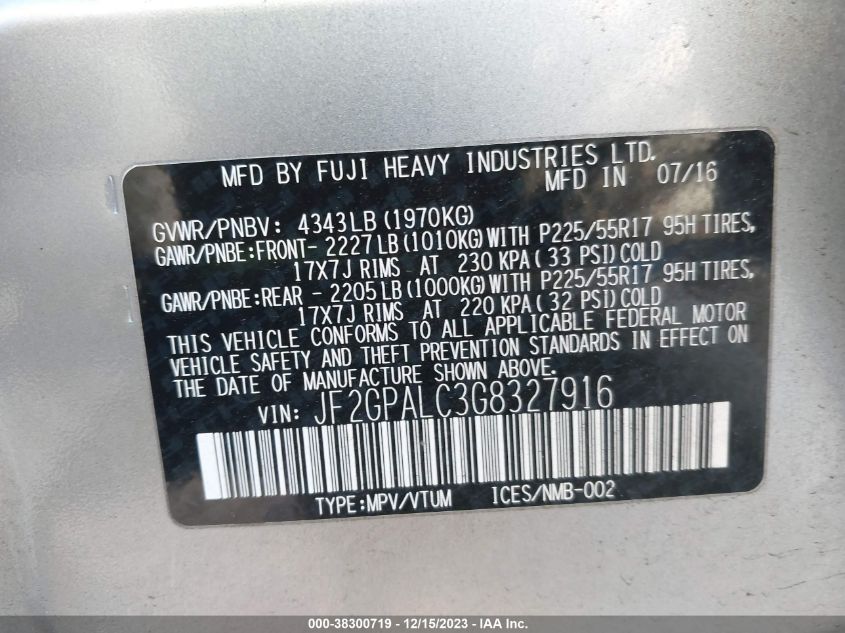 MFD BY FUJI HEAVY INDUSTRIES LTD.
MFD IN 07/16
GVWR/PNBV: 4343LB (1970KG)
GAWR/PNBE:FRONT- 2227LB (1010KG) WITH P225/55R17 95H TIRES,
17X7J RIMS AT 230 KPA ( 33 PSI) COLD
GAWR/PNBE:REAR - 2205LB (1000KG) WITH P225/55R17 95H TIRES,
17X7J RIMS AT 220 KPA ( 32 PSI) COLD
THIS VEHICLE CONFORMS TO ALL APPLICABLE FEDERAL MOTOR
VEHICLE SAFETY AND THEFT PREVENTION STANDARDS IN EFFECT ON
THE DATE OF MANUFACTURE SHOWN ABOVE.
VIN: JF2GPALC3G8327916
TYPE:MPV/VTUM ICES/NMB-002
000-38300719 - 12/15/2023 - IAA Inc.